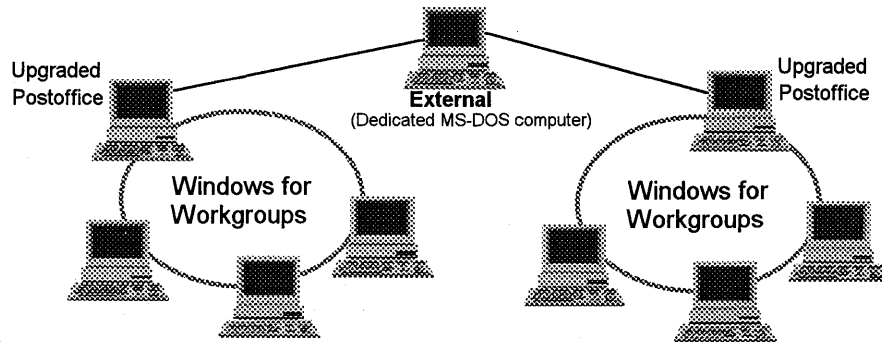 Upgraded
Postoffice
External
(Dedicated MS-DOS computer)
Upgraded
Postoffice
Windows for
Workgroups
Windows for
Workgroups